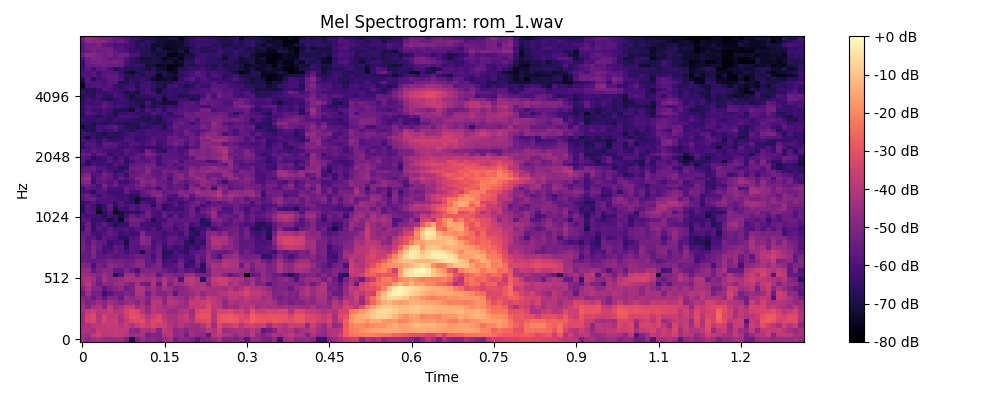 Mel Spectrogram: rom_1.wav
+0 dB
-10 dB
-20 dB
-30 dB
-40 dB
-50 dB
-60 dB
-70 dB
-80 dB
4096
2048
1024
512
0
Hz
0 0.15 0.3 0.45 0.6 0.75 0.9 1.1 1.2
Time